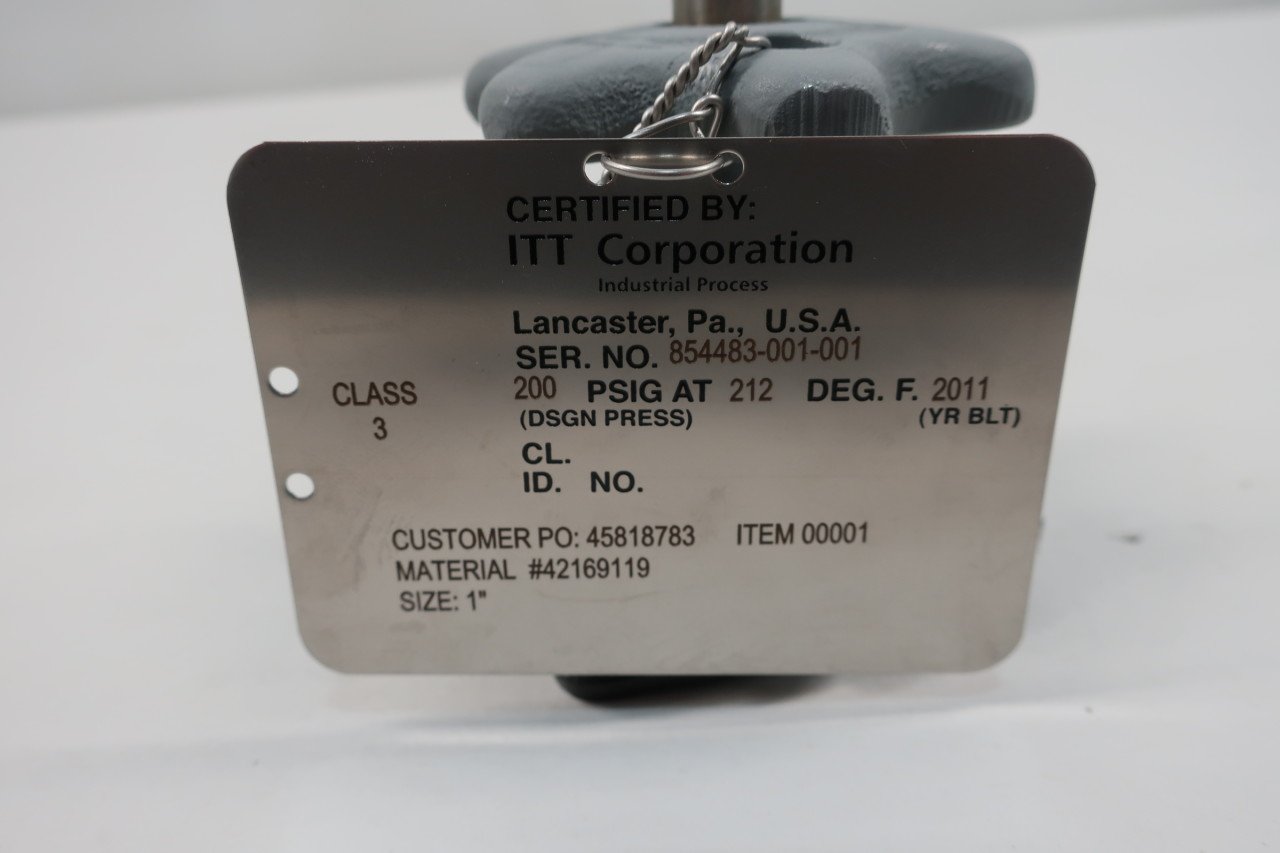 CERTIFIED BY:
ITT Corporation
Industrial Process
Lancaster, Pa., U.S.A.
SER. NO. 854483-001-001
CLASS 200 PSIG AT 212 DEG. F. 2011
3 (DSGN PRESS) (YR BLT)
CL.
ID. NO.
CUSTOMER PO: 45818783 ITEM 00001
MATERIAL #42169119
SIZE: 1"